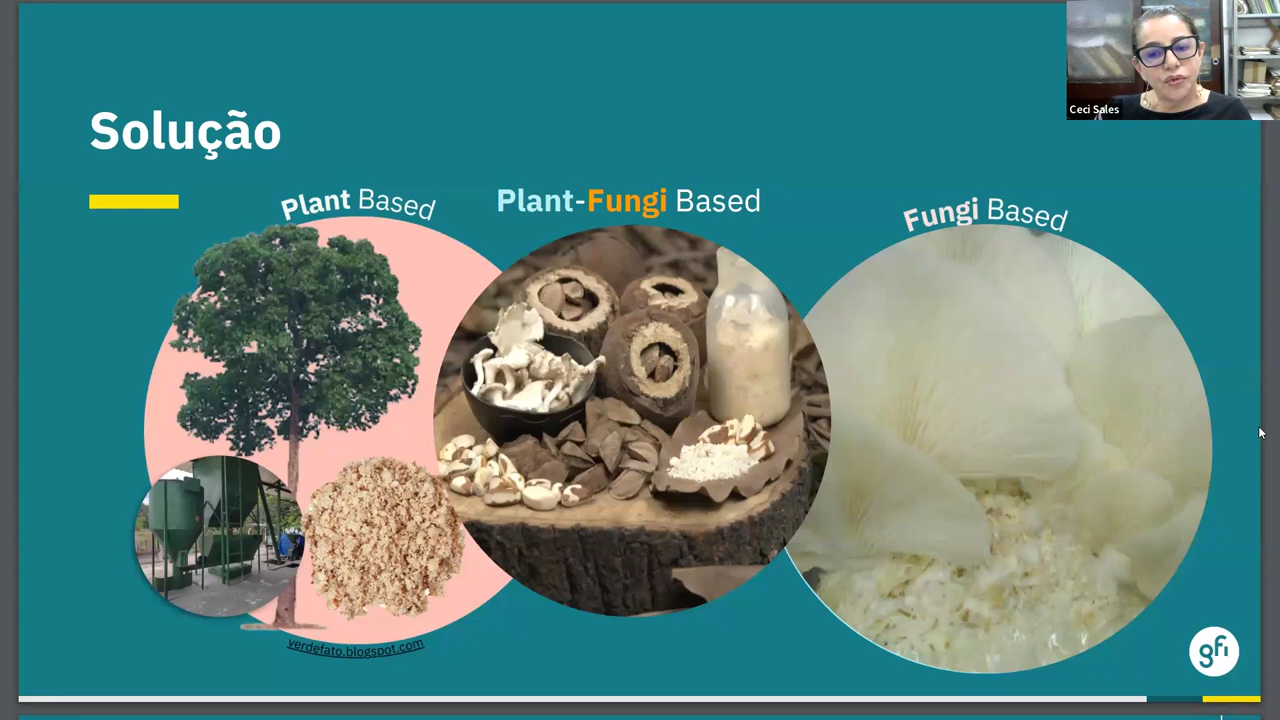 Ceci Sales
Solução
Plant Based
Plant-Fungi Based
Fungi Based
verdefato.blogspot.com
gfi